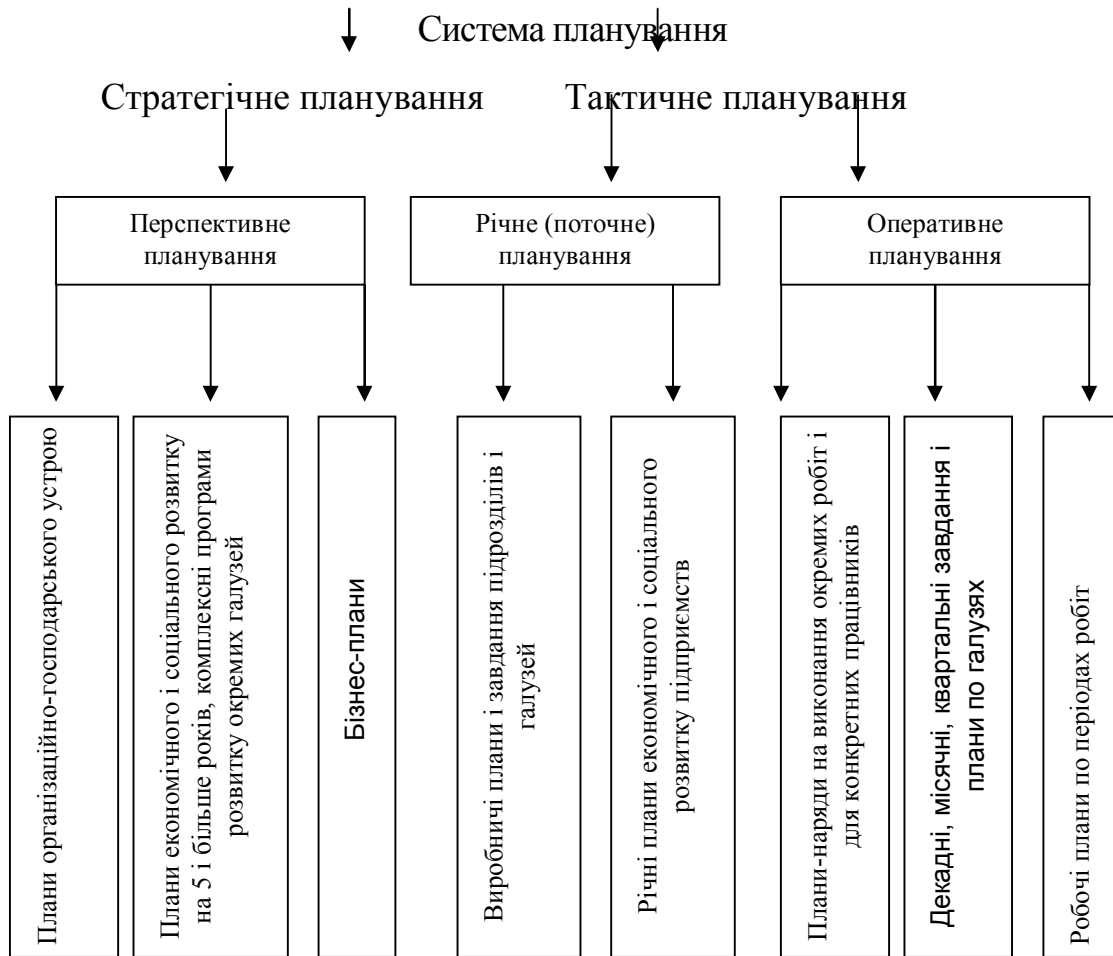 Система планування
Стратегічне планування
Тактичне планування
Перспективне
планування
Річне (поточне)
планування
Оперативне
планування
Плани організаційно-господарського устрою
Плани економічного і соціального розвитку
на 5 і більше років, комплексні програми
розвитку окремих галузей
Бізнес-плани
Виробничі плани і завдання підрозділів і
галузей
Річні плани економічного і соціального
розвитку підприємств
Плани-наряди на виконання окремих робіт і
для конкретних працівників
Декадні, місячні, квартальні завдання і
плани по галузях
Робочі плани по періодах робіт